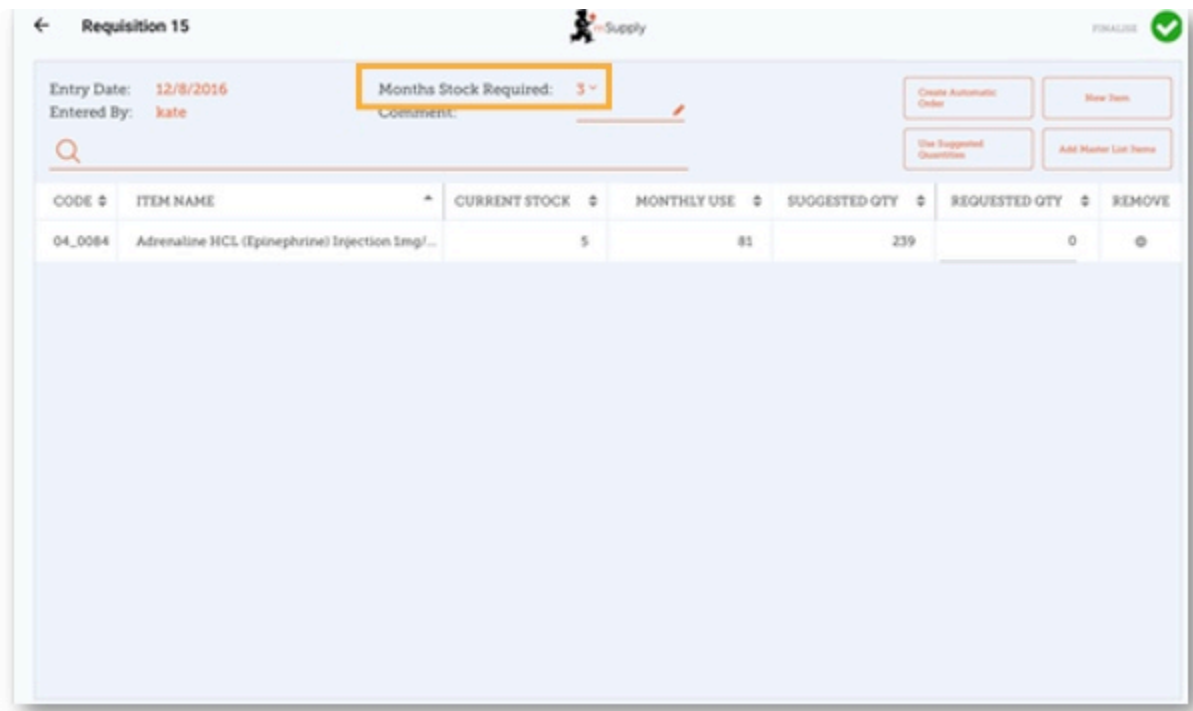 Requisition 15
mSupply
FINALISE
Entry Date: 12/8/2016
Months Stock Required: 3
Entered By: kate
Comment:
Create Automatic Order
New Item
Use Suggested Quantities
Add Master List Items
CODE ITEM NAME CURRENT STOCK MONTHLY USE SUGGESTED QTY REQUESTED QTY REMOVE
04_0084 Adrenaline HCL (Epinephrine) Injection 1mg/... 5 81 239 0